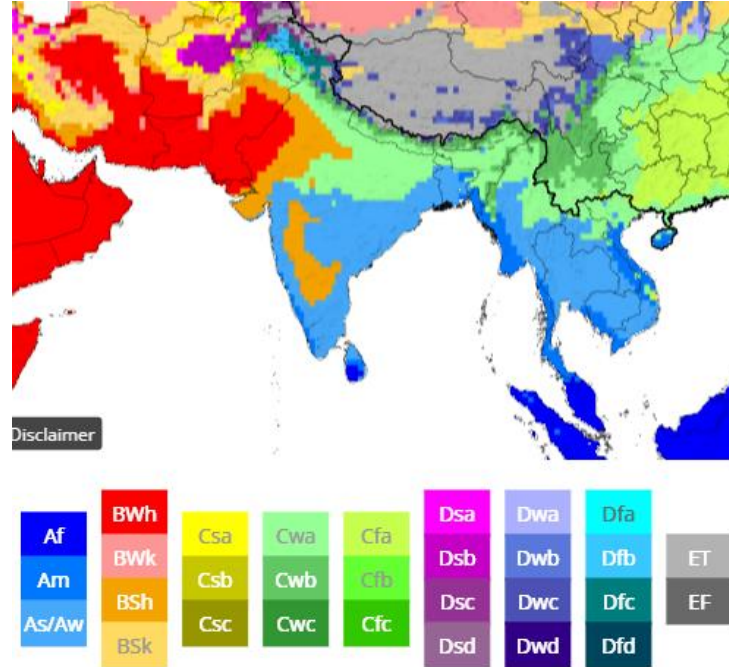 Disclaimer
Af
Am
As/Aw
BWh
BWk
BSh
BSk
Csa
Csb
Csc
Cwa
Cwb
Cwc
Cfa
Cfb
Cfc
Dsa
Dsb
Dsc
Dsd
Dwa
Dwb
Dwc
Dwd
Dfa
Dfb
Dfc
Dfd
ET
EF